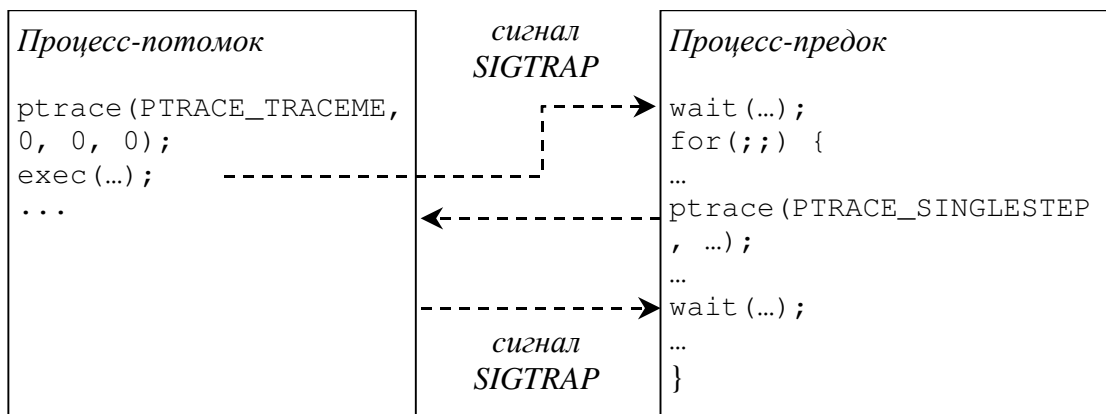 Процесс-потомок
ptrace(PTRACE_TRACEME,
0, 0, 0);
exec(…);
...
сигнал
SIGTRAP
сигнал
SIGTRAP
Процесс-предок
wait(…);
for(;;) {
…
ptrace(PTRACE_SINGLESTEP
, …);
…
wait(…);
…
}